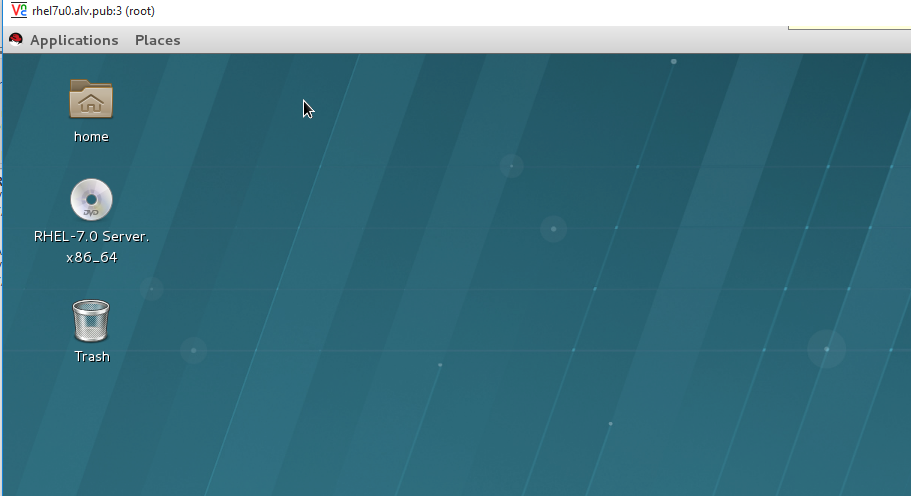 rhel7u0.alv.pub:3 (root)
Applications Places
home
DVD
RHEL-7.0 Server.
x86_64
Trash